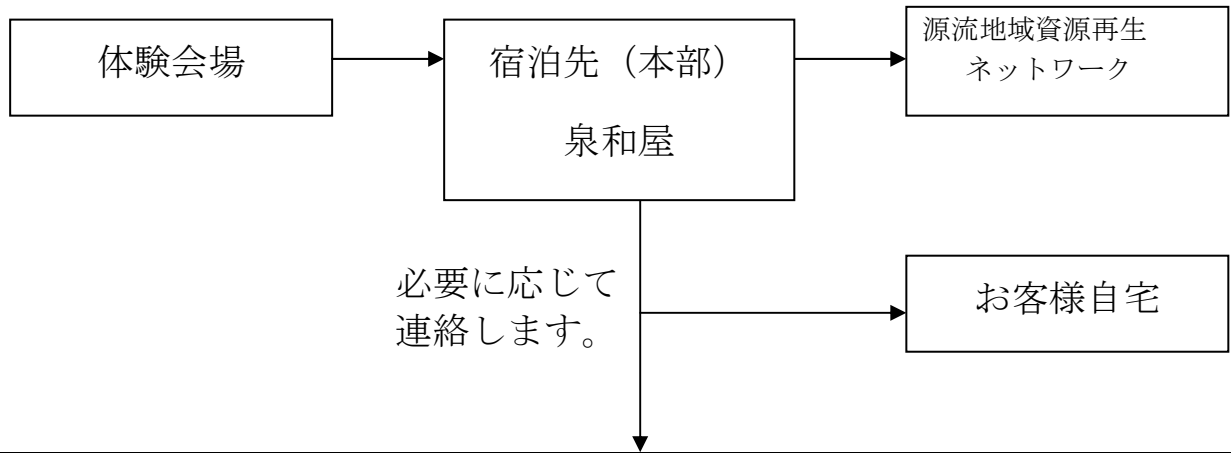 体験会場
宿泊先（本部）
泉和屋
源流地域資源再生
ネットワーク
必要に応じて
連絡します。
お客様自宅